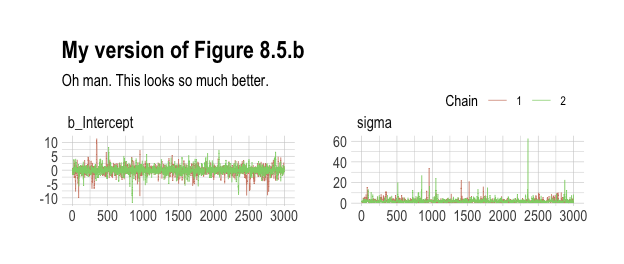 My version of Figure 8.5.b
Oh man. This looks so much better.
Chain 1 2
b_Intercept
10
5
0
-5
-10
0 500 1000 1500 2000 2500 3000
sigma
60
40
20
0
0 500 1000 1500 2000 2500 3000